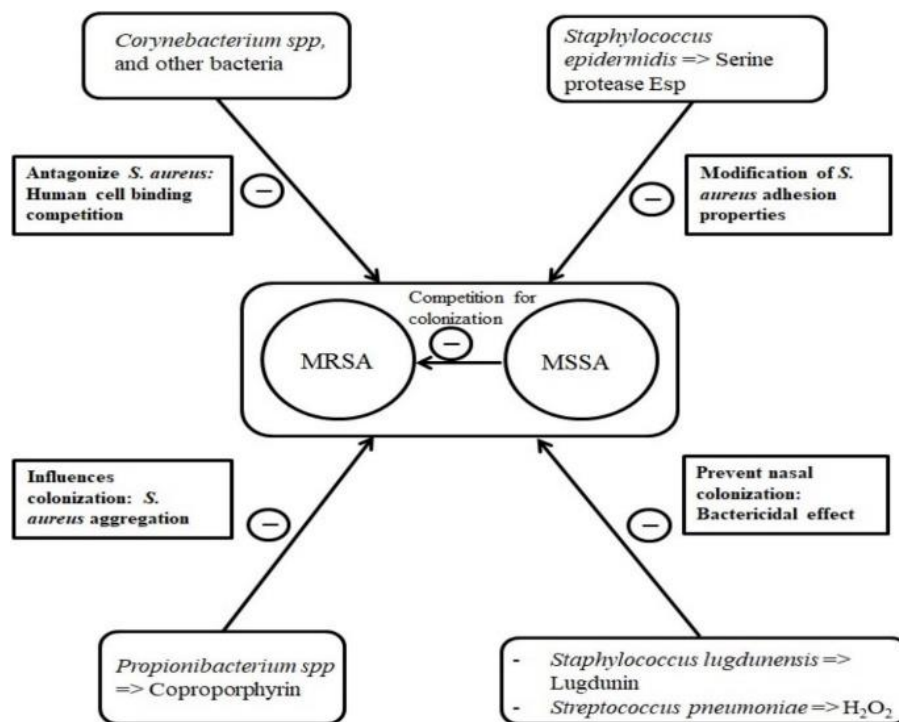 Corynebacterium spp,
and other bacteria
Staphylococcus
epidermidis => Serine
protease Esp
Antagonize S. aureus:
Human cell binding
competition
−
−
Modification of S.
aureus adhesion
properties
Competition for
colonization
−
MRSA
MSSA
Influences
colonization: S.
aureus aggregation
−
−
Prevent nasal
colonization:
Bactericidal effect
Propionibacterium spp
=> Coproporphyrin
- Staphylococcus lugdunensis =>
Lugdunin
- Streptococcus pneumoniae => H₂O₂